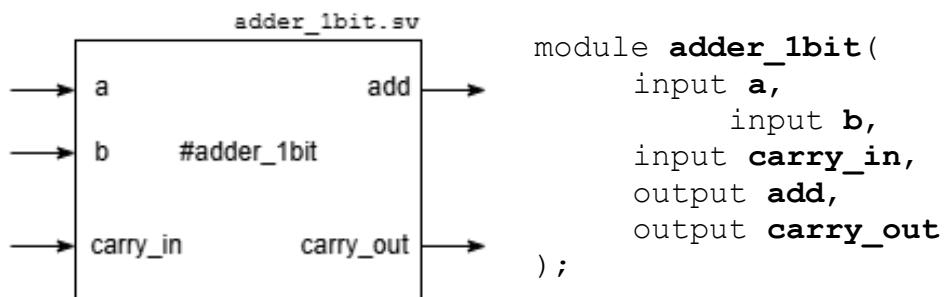 adder_1bit.sv
a add
b #adder_1bit
carry_in carry_out
module adder_1bit(
input a,
input b,
input carry_in,
output add,
output carry_out
);